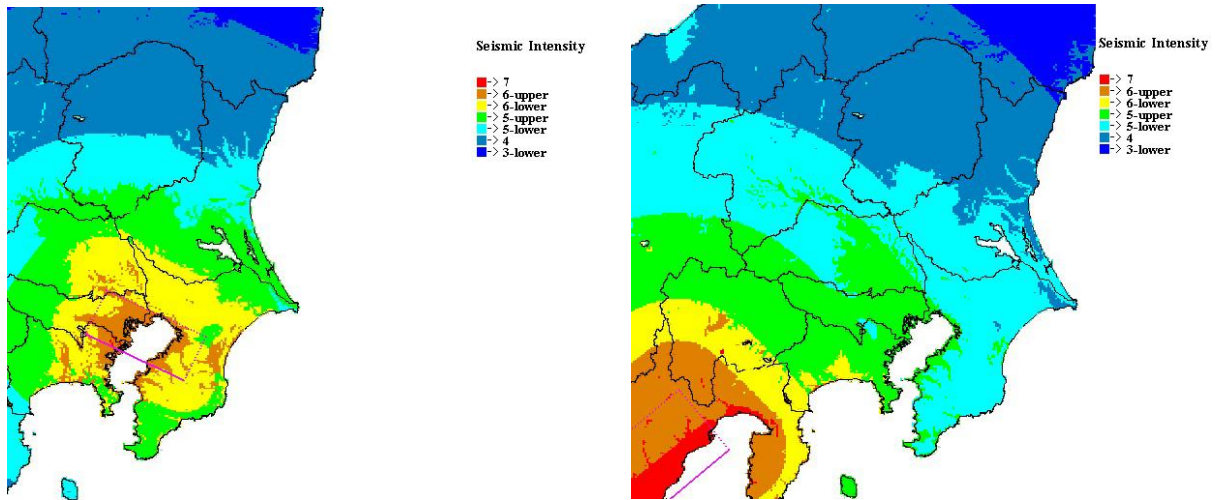 Seismic Intensity
-> 7
-> 6-upper
-> 6-lower
-> 5-upper
-> 5-lower
-> 4
-> 3-lower
Seismic Intensity
-> 7
-> 6-upper
-> 6-lower
-> 5-upper
-> 5-lower
-> 4
-> 3-lower